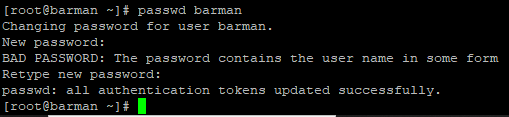 [root@barman ~]# passwd barman
Changing password for user barman.
New password:
BAD PASSWORD: The password contains the user name in some form
Retype new password:
passwd: all authentication tokens updated successfully.
[root@barman ~]#